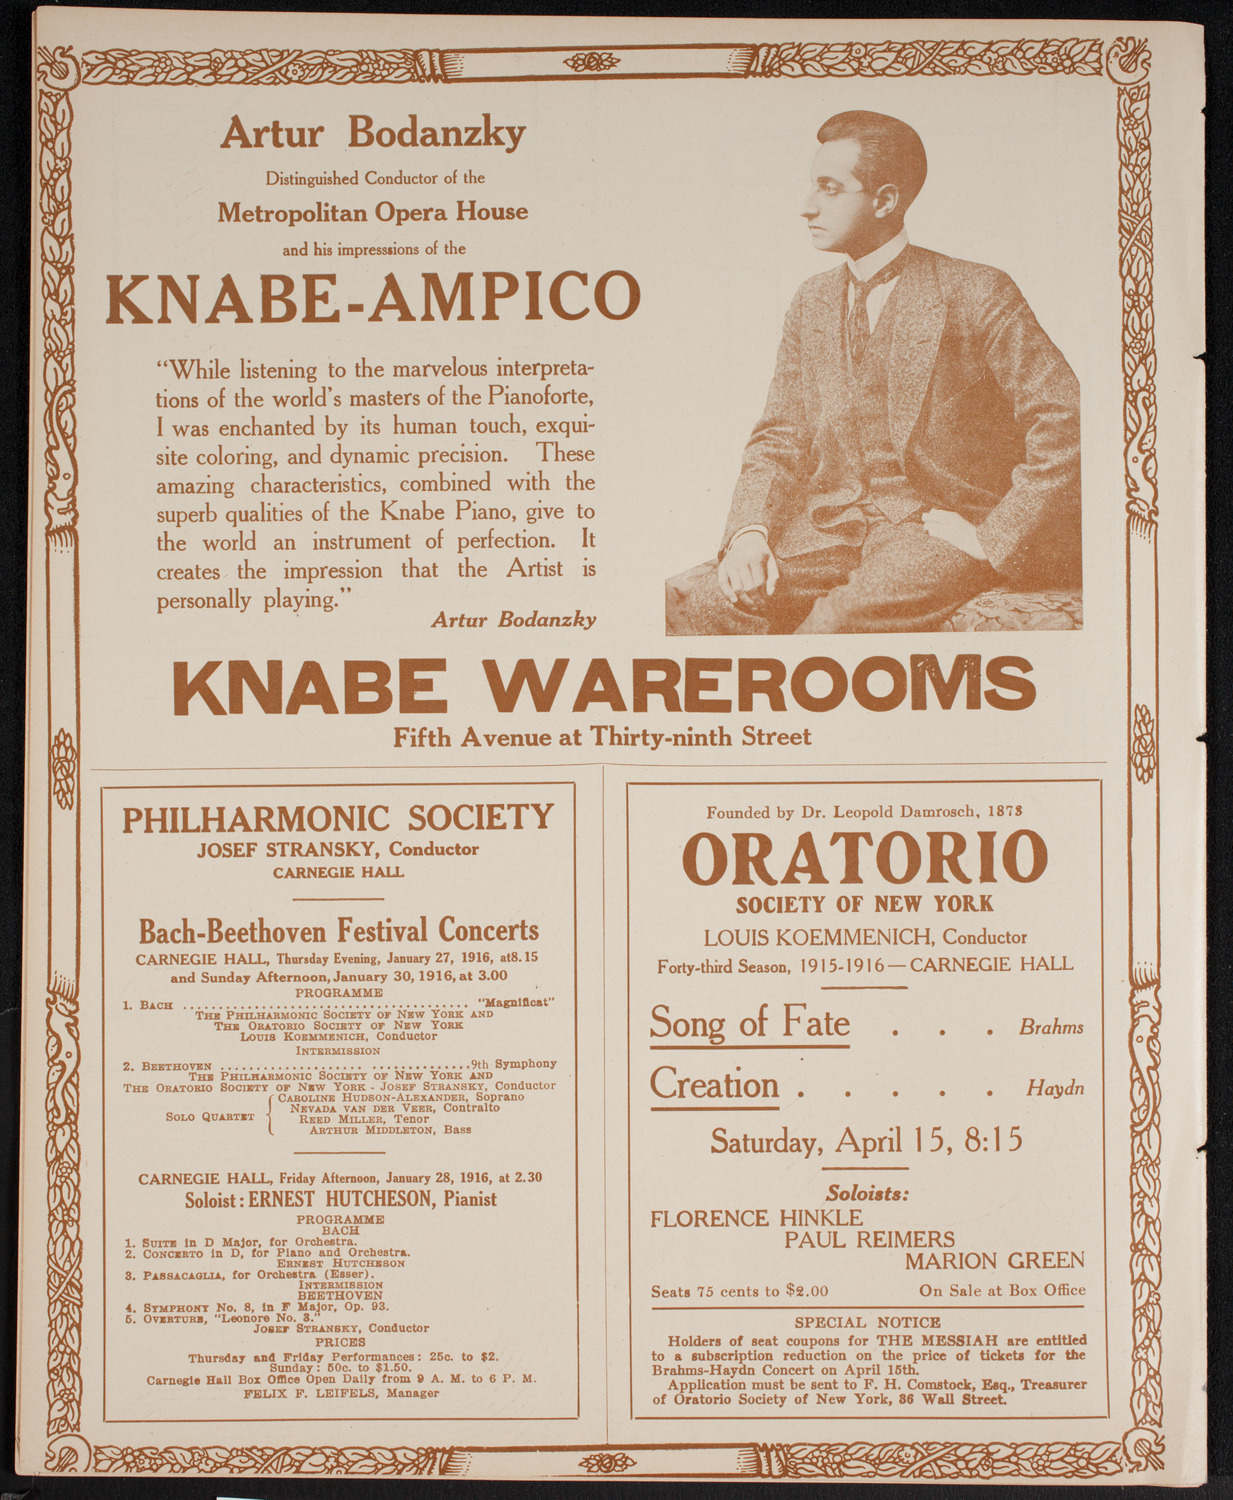 Artur Bodanzky
Distinguished Conductor of the
Metropolitan Opera House
and his impresssions of the
KNABE-AMPICO
“While listening to the marvelous interpreta-
tions of the world’s masters of the Pianoforte,
I was enchanted by its human touch, exqui-
site coloring, and dynamic precision. These
amazing characteristics, combined with the
superb qualities of the Knabe Piano, give to
the world an instrument of perfection. It
creates the impression that the Artist is
personally playing.”
Artur Bodanzky
KNABE WAREROOMS
Fifth Avenue at Thirty-ninth Street
PHILHARMONIC SOCIETY
JOSEF STRANSKY, Conductor
CARNEGIE HALL
Bach-Beethoven Festival Concerts
CARNEGIE HALL, Thursday Evening, January 27, 1916, at8.15
and Sunday Afternoon, January 30, 1916, at 3.00
PROGRAMME
1. BACH ........................................ "Magnificat"
THE PHILHARMONIC SOCIETY OF NEW YORK AND
THE ORATORIO SOCIETY OF NEW YORK
LOUIS KOEMMENICH, Conductor
INTERMISSION
2. BEETHOVEN ........................................9th Symphony
THE PHILHARMONIC SOCIETY OF NEW YORK AND
THE ORATORIO SOCIETY OF NEW YORK - JOSEF STRANSKY, Conductor
SOLO QUARTET
CAROLINE HUDSON-ALEXANDER, Soprano
NEVADA VAN DER VEER, Contralto
REED MILLER, Tenor
ARTHUR MIDDLETON, Bass
CARNEGIE HALL, Friday Afternoon, January 28, 1916, at 2.30
Soloist: ERNEST HUTCHESON, Pianist
PROGRAMME
BACH
1. SUITE in D Major, for Orchestra.
2. CONCERTO in D, for Piano and Orchestra.
ERNEST HUTCHESON
3. PASSACAGLIA, for Orchestra (Esser).
INTERMISSION
BEETHOVEN
4. SYMPHONY No. 8, in F Major, Op. 93.
5. OVERTURE, "Leonore No. 3."
JOSEF STRANSKY, Conductor
PRICES
Thursday and Friday Performances: 25c. to $2.
Sunday: 50c. to $1.50.
Carnegie Hall Box Office Open Daily from 9 A. M. to 6 P. M.
FELIX F. LEIFELS, Manager
Founded by Dr. Leopold Damrosch, 1873
ORATORIO
SOCIETY OF NEW YORK
LOUIS KOEMMENICH, Conductor
Forty-third Season, 1915-1916—CARNEGIE HALL
Song of Fate . . . Brahms
Creation . . . . . Haydn
Saturday, April 15, 8:15
Soloists:
FLORENCE HINKLE
PAUL REIMERS
MARION GREEN
Seats 75 cents to $2.00 On Sale at Box Office
SPECIAL NOTICE
Holders of seat coupons for THE MESSIAH are entitled
to a subscription reduction on the price of tickets for the
Brahms-Haydn Concert on April 15th.
Application must be sent to F. H. Comstock, Esq., Treasurer
of Oratorio Society of New York, 36 Wall Street.